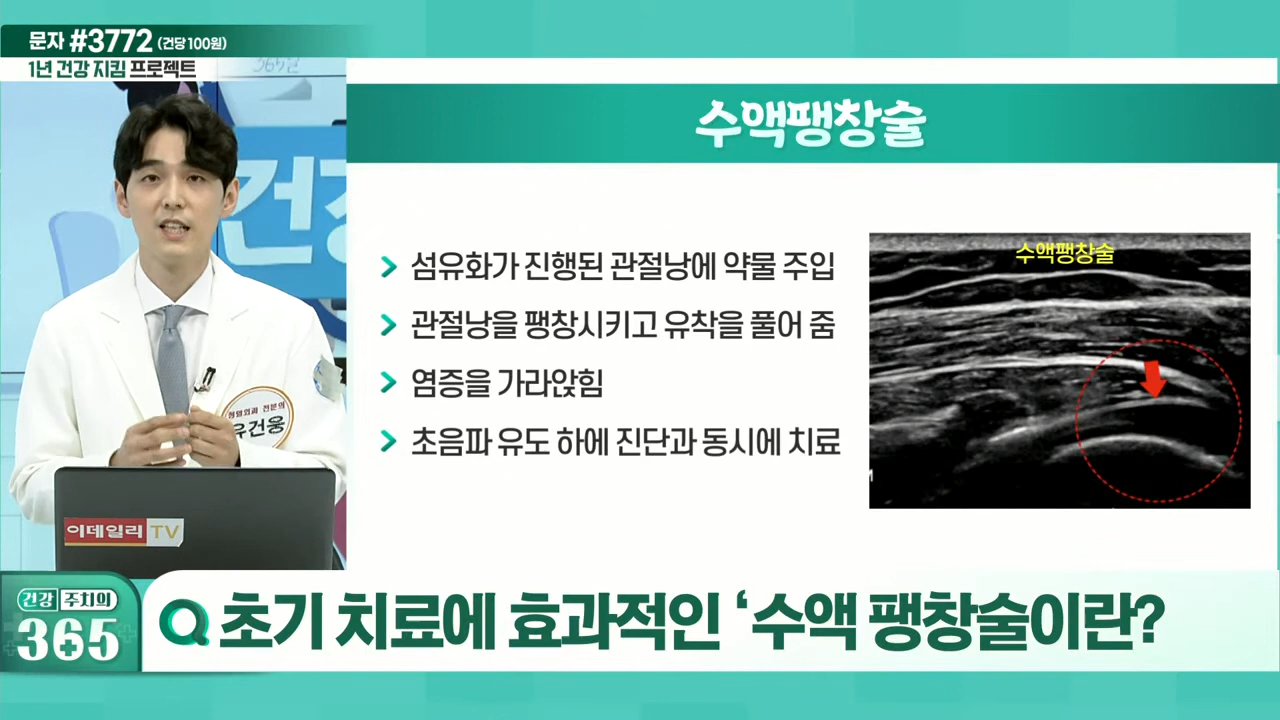 문자 #3772 (건당 100원)
1년 건강 지킴 프로젝트
수액팽창술
섬유화가 진행된 관절낭에 약물 주입
관절낭을 팽창시키고 유착을 풀어 줌
염증을 가라앉힘
초음파 유도 하에 진단과 동시에 치료
수액팽창술
정형외과 전문의
유건웅
이데일리 TV
건강 주치의
365
Q 초기 치료에 효과적인 ‘수액 팽창술이란?